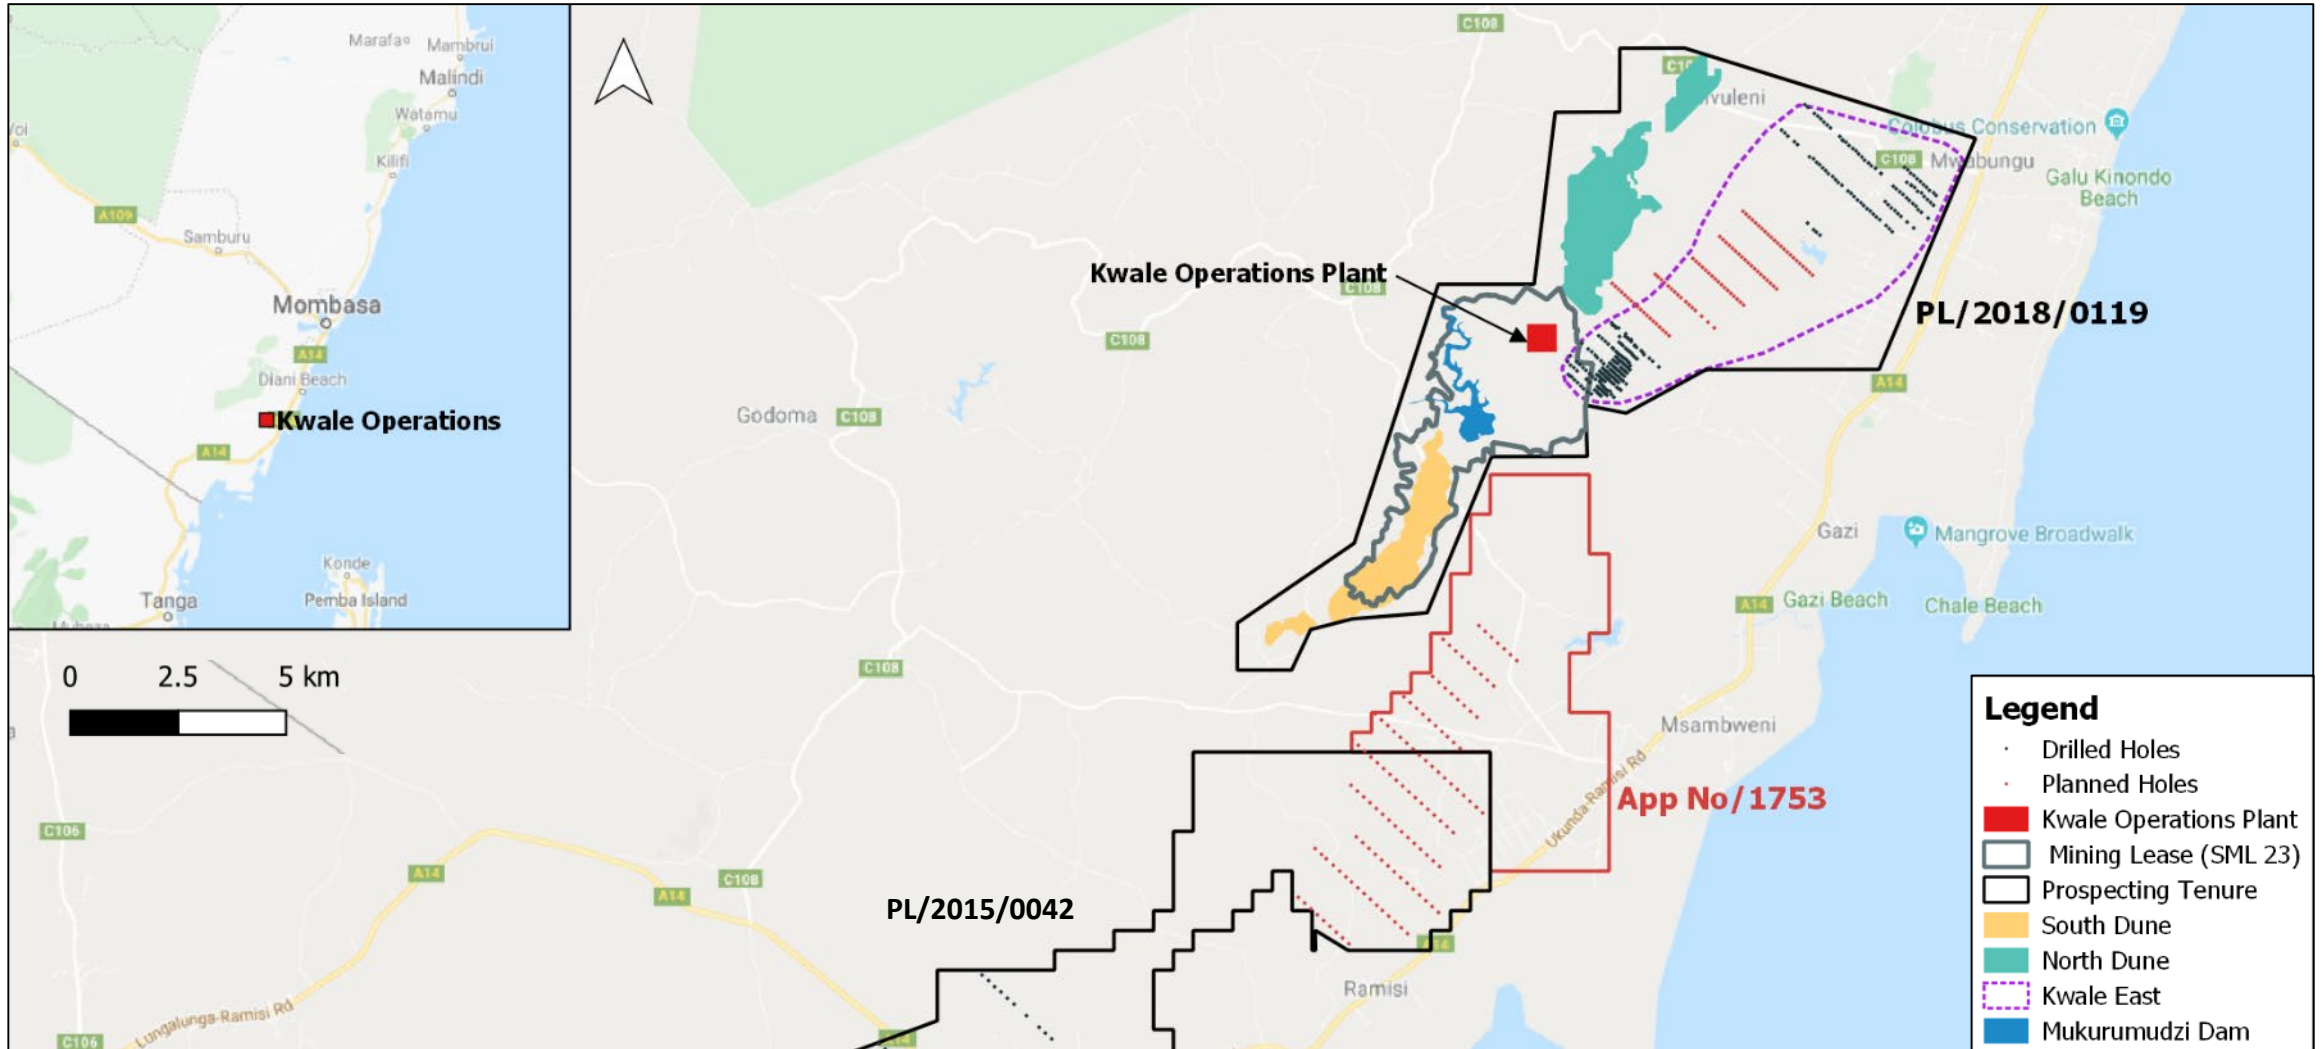 Marafa
Mambrui
Malindi
Watamu
Kilifi
A109
Samburu
Mombasa
A14
Diani Beach
Kwale Operations
A14
Konde
Tanga
Pemba Island
0 2.5 5 km
C108
Colobus Conservation
C108
Mwabungu
Galu Kinondo
Beach
Kwale Operations Plant
C108
PL/2018/0119
C108
A14
Godoma
C108
Gazi
Mangrove Broadwalk
A14
Gazi Beach
Chale Beach
C108
Msambweni
Ukunda-Ramisi Rd
App No/1753
C106
A14
C108
A14
PL/2015/0042
A14
Ramisi
Lungalunga-Ramisi Rd
C106
Legend
Drilled Holes
Planned Holes
Kwale Operations Plant
Mining Lease (SML 23)
Prospecting Tenure
South Dune
North Dune
Kwale East
Mukurumudzi Dam